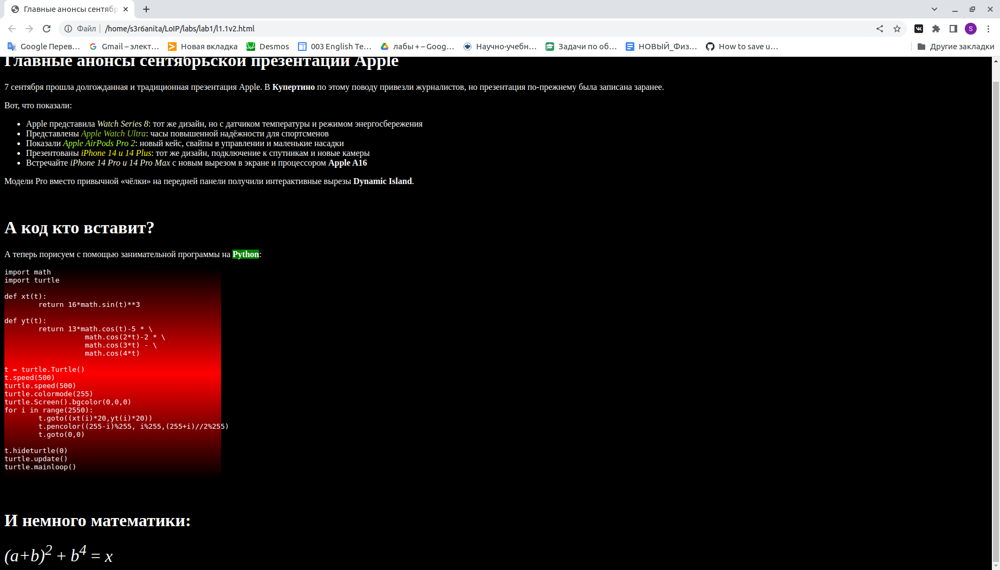 Главные анонсы сентябр
Файл
/home/s3r6anita/LoIP/labs/lab1/l1.1v2.html
S
Google Перев…
Gmail – элект…
Новая вкладка
Desmos
003 English Te…
лабы + – Goog…
Научно-учебн…
Задачи по об…
НОВЫЙ_Физ…
How to save u…
Другие закладки
Главные анонсы сентябрьской презентации Apple
7 сентября прошла долгожданная и традиционная презентация Apple. В Купертино по этому поводу привезли журналистов, но презентация по-прежнему была записана заранее.
Вот, что показали:
• Apple представила Watch Series 8: тот же дизайн, но с датчиком температуры и режимом энергосбережения
• Представлены Apple Watch Ultra: часы повышенной надёжности для спортсменов
• Показали Apple AirPods Pro 2: новый кейс, свайпы в управлении и маленькие насадки
• Презентованы iPhone 14 и 14 Plus: тот же дизайн, подключение к спутникам и новые камеры
• Встречайте iPhone 14 Pro и 14 Pro Max с новым вырезом в экране и процессором Apple A16
Модели Pro вместо привычной «чёлки» на передней панели получили интерактивные вырезы Dynamic Island.
А код кто вставит?
А теперь порисуем с помощью занимательной программы на Python:
import math
import turtle
def xt(t):
        return 16*math.sin(t)**3
def yt(t):
        return 13*math.cos(t)-5 * \
                   math.cos(2*t)-2 * \
                   math.cos(3*t) - \
                   math.cos(4*t)
t = turtle.Turtle()
t.speed(500)
turtle.speed(500)
turtle.colormode(255)
turtle.Screen().bgcolor(0,0,0)
for i in range(2550):
        t.goto((xt(i)*20,yt(i)*20))
        t.pencolor((255-i)%255, i%255,(255+i)//2%255)
        t.goto(0,0)
t.hideturtle(0)
turtle.update()
turtle.mainloop()
И немного математики:
(a+b)² + b⁴ = x